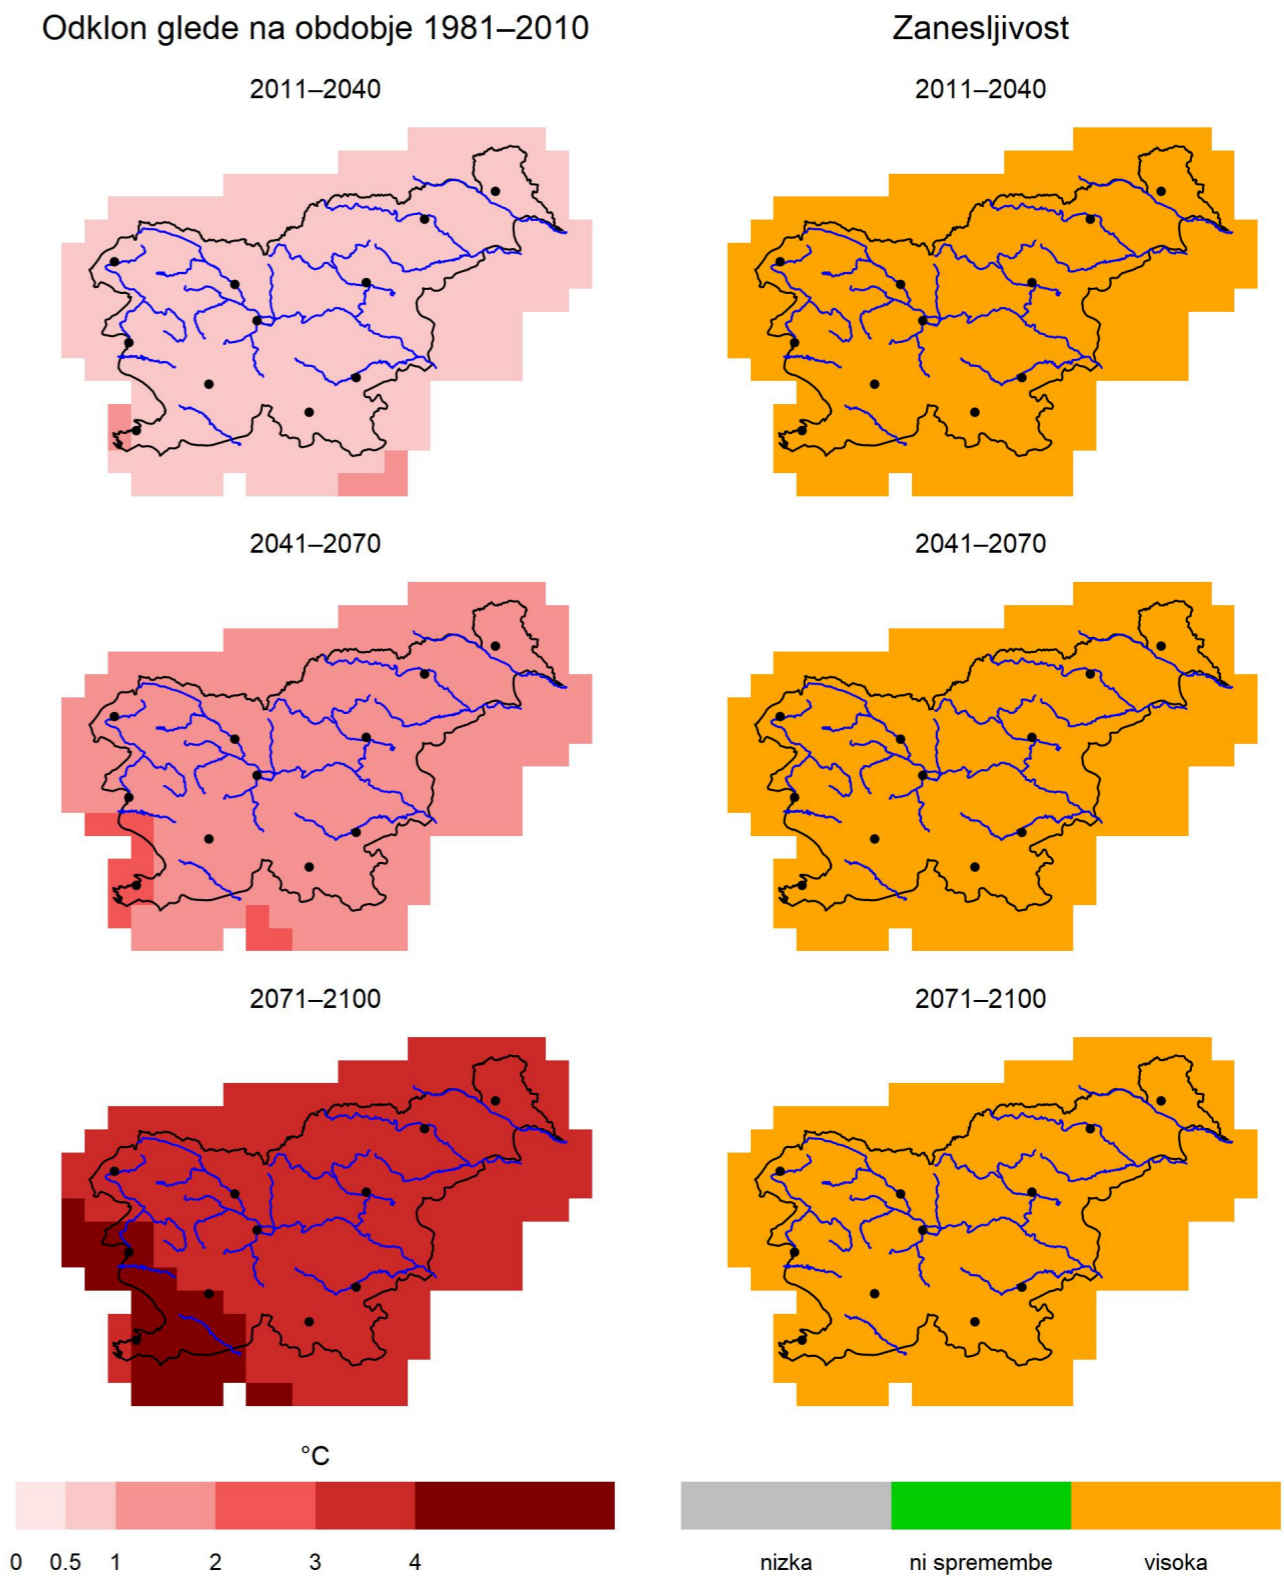 Odklon glede na obdobje 1981–2010
Zanesljivost
2011–2040
2011–2040
2041–2070
2041–2070
2071–2100
2071–2100
°C
0 0.5 1 2 3 4
nizka ni spremembe visoka